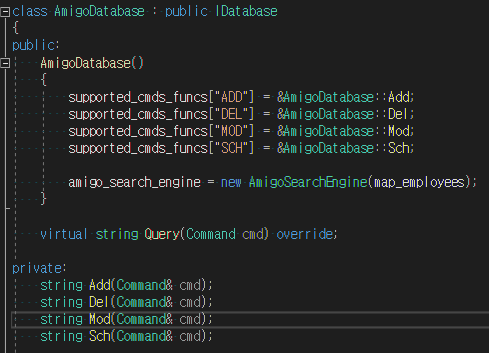 class AmigoDatabase : public IDatabase
{
public:
    AmigoDatabase()
    {
        supported_cmds_funcs["ADD"] = &AmigoDatabase::Add;
        supported_cmds_funcs["DEL"] = &AmigoDatabase::Del;
        supported_cmds_funcs["MOD"] = &AmigoDatabase::Mod;
        supported_cmds_funcs["SCH"] = &AmigoDatabase::Sch;

        amigo_search_engine = new AmigoSearchEngine(map_employees);
    }

    virtual string Query(Command cmd) override;

private:
    string Add(Command& cmd);
    string Del(Command& cmd);
    string Mod(Command& cmd);
    string Sch(Command& cmd);